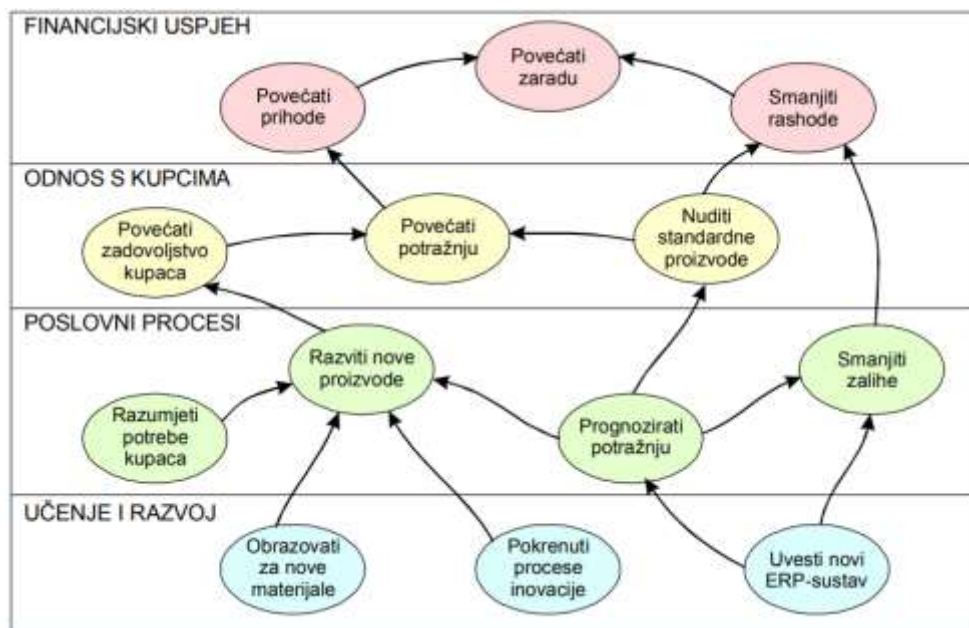 FINANCIJSKI USPJEH
Povećati
prihode
Povećati
zaradu
Smanjiti
rashode
ODNOS S KUPCIMA
Povećati
zadovoljstvo
kupaca
Povećati
potražnju
Nuditi
standardne
proizvode
POSLOVNI PROCESI
Razviti nove
proizvode
Smanjiti
zalihe
Razumjeti
potrebe
kupaca
Prognozirati
potražnju
UČENJE I RAZVOJ
Obrazovati
za nove
materijale
Pokrenuti
procese
inovacije
Uvesti novi
ERP-sustav